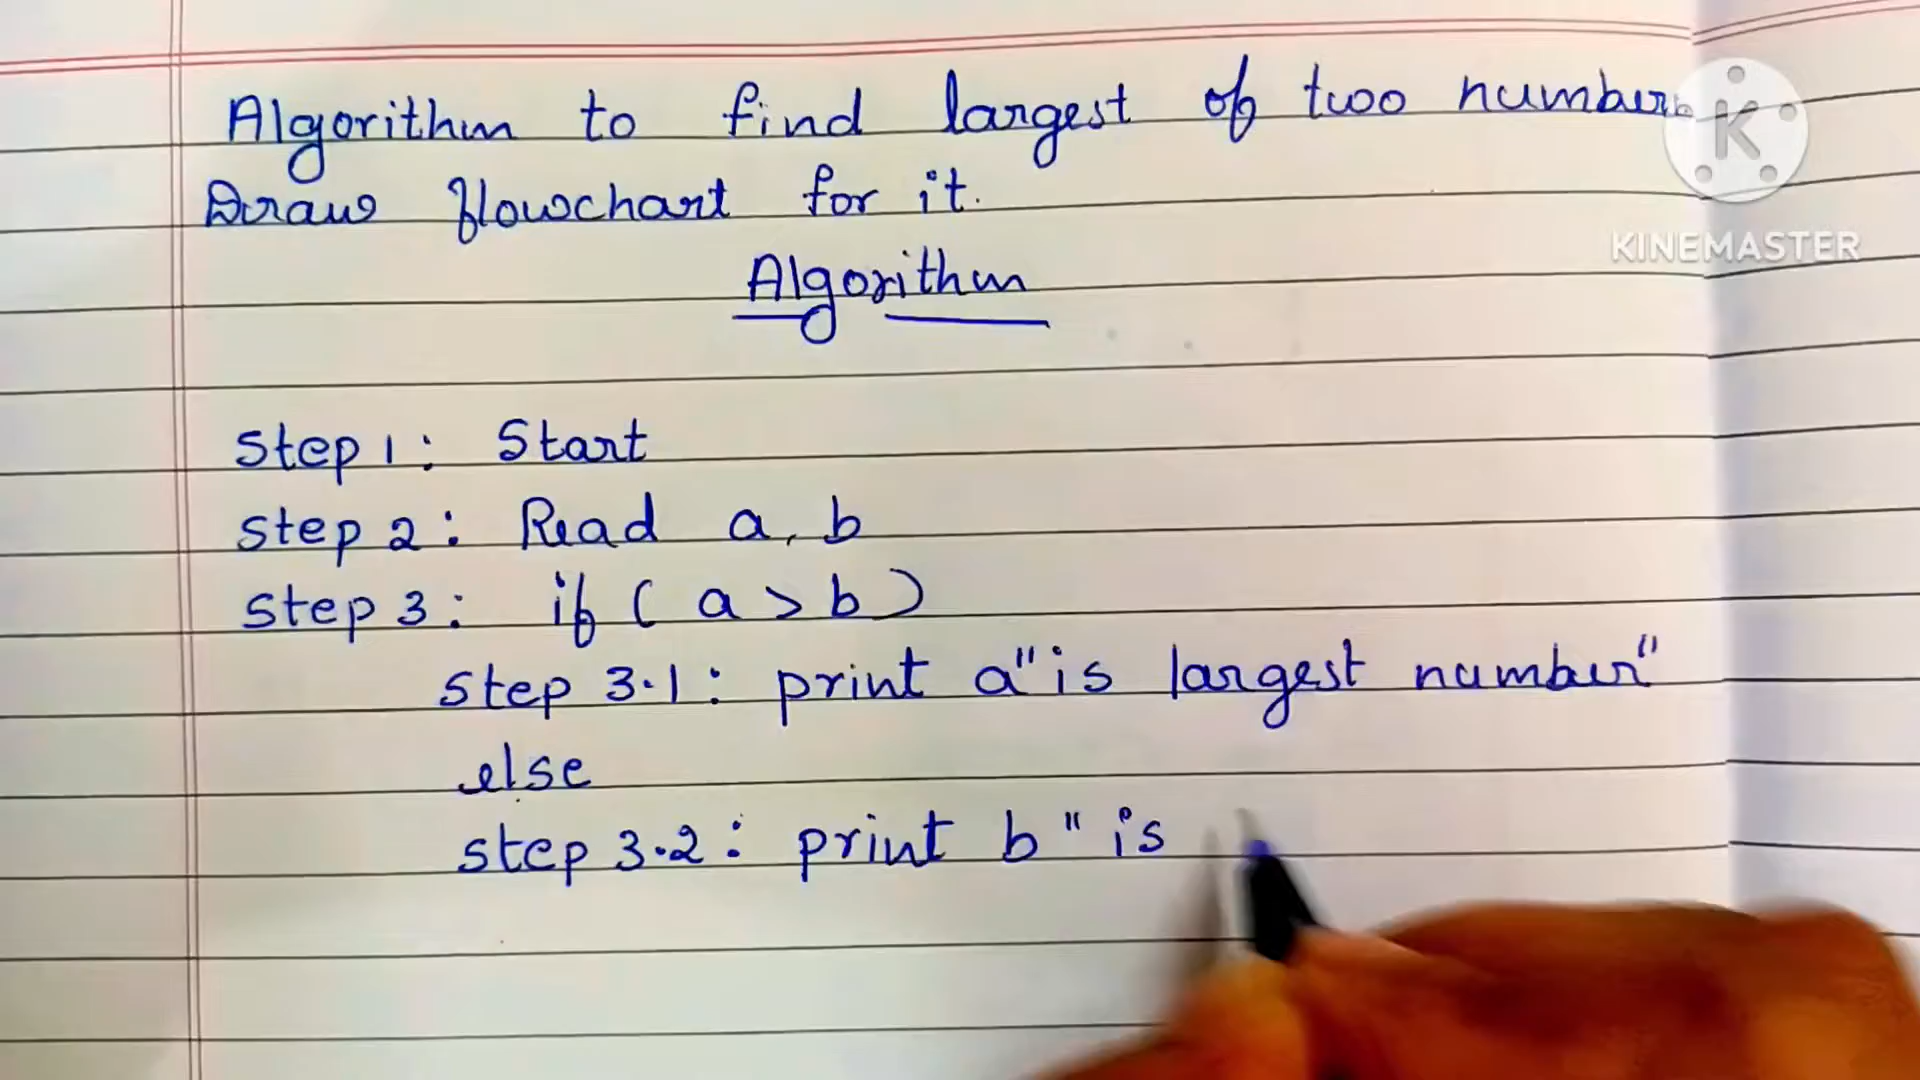 Algorithm to find largest of two numbers
Draw flowchart for it.
Algorithm
Step 1: Start
Step 2: Read a, b
Step 3: if (a > b)
Step 3.1: print a "is largest number"
else
step 3.2: print b "is
K
KINEMASTER